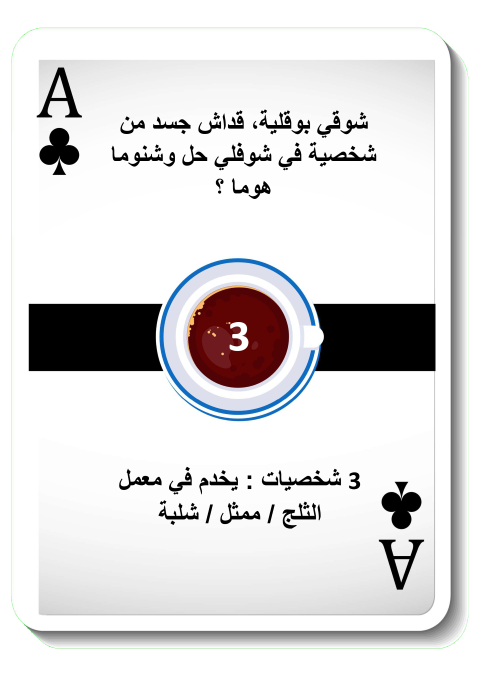 A
شوقي بوقلية، قداش جسد من
شخصية في شوفلي حل وشنوما
هوما ؟
3
3 شخصيات : يخدم في معمل
الثلج / ممثل / شلبة
A